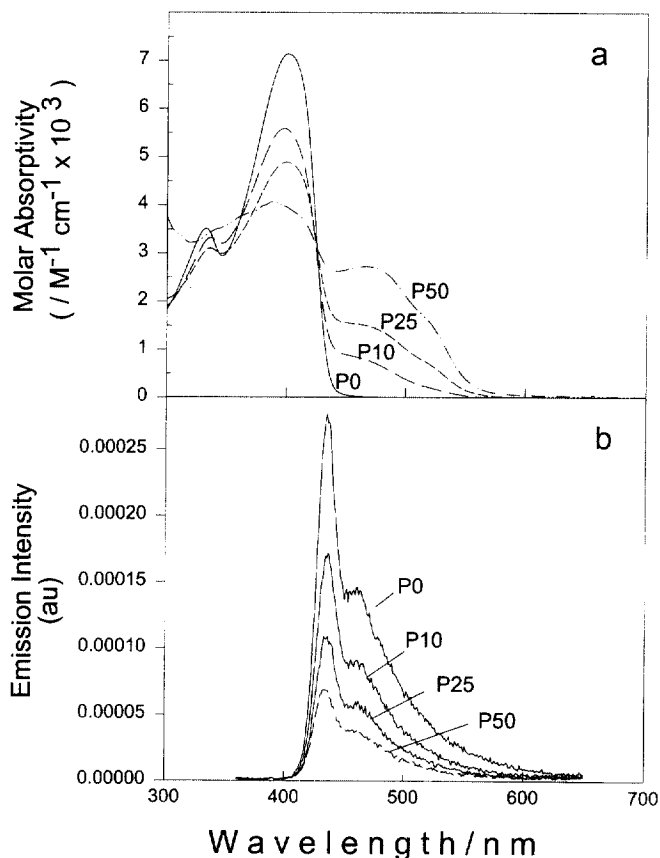 a
7
6
5
4
3
2
1
0
Molar Absorptivity
( / M⁻¹ cm⁻¹ x 10³ )
P50
P25
P10
P0
b
0.00025
0.00020
0.00015
0.00010
0.00005
0.00000
Emission Intensity
(au)
P0
P10
P25
P50
300
400
500
600
700
Wavelength/nm